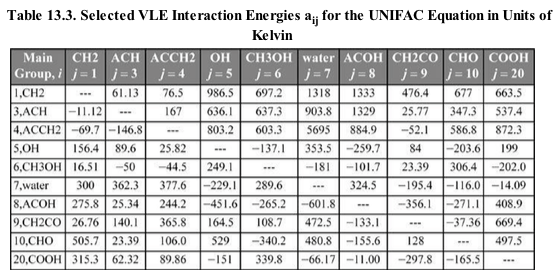 Table 13.3. Selected VLE Interaction Energies aij for the UNIFAC Equation in Units of
Kelvin
Main Group, i CH2 j = 1 ACH j = 3 ACCH2 j = 4 OH j = 5 CH3OH j = 6 water j = 7 ACOH j = 8 CH2CO j = 9 CHO j = 10 COOH j = 20
1,CH2 --- 61.13 76.5 986.5 697.2 1318 1333 476.4 677 663.5
3,ACH −11.12 --- 167 636.1 637.3 903.8 1329 25.77 347.3 537.4
4,ACCH2 −69.7 −146.8 --- 803.2 603.3 5695 884.9 −52.1 586.8 872.3
5,OH 156.4 89.6 25.82 --- −137.1 353.5 −259.7 84 −203.6 199
6,CH3OH 16.51 −50 −44.5 249.1 --- −181 −101.7 23.39 306.4 −202.0
7,water 300 362.3 377.6 −229.1 289.6 --- 324.5 −195.4 −116.0 −14.09
8,ACOH 275.8 25.34 244.2 −451.6 −265.2 −601.8 --- −356.1 −271.1 408.9
9,CH2CO 26.76 140.1 365.8 164.5 108.7 472.5 −133.1 --- −37.36 669.4
10,CHO 505.7 23.39 106.0 529 −340.2 480.8 −155.6 128 --- 497.5
20,COOH 315.3 62.32 89.86 −151 339.8 −66.17 −11.00 −297.8 −165.5 ---